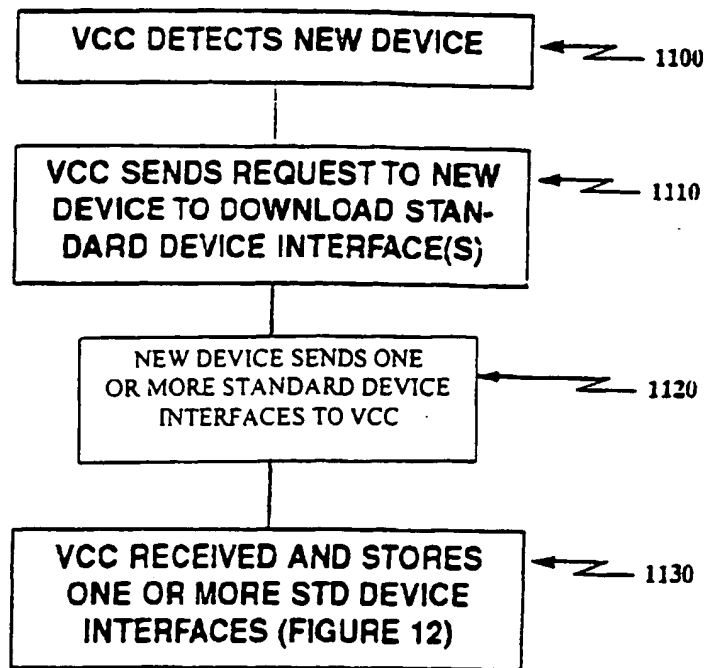 VCC DETECTS NEW DEVICE
1100
VCC SENDS REQUEST TO NEW
DEVICE TO DOWNLOAD STAN-
DARD DEVICE INTERFACE(S)
1110
NEW DEVICE SENDS ONE
OR MORE STANDARD DEVICE
INTERFACES TO VCC
1120
VCC RECEIVED AND STORES
ONE OR MORE STD DEVICE
INTERFACES (FIGURE 12)
1130